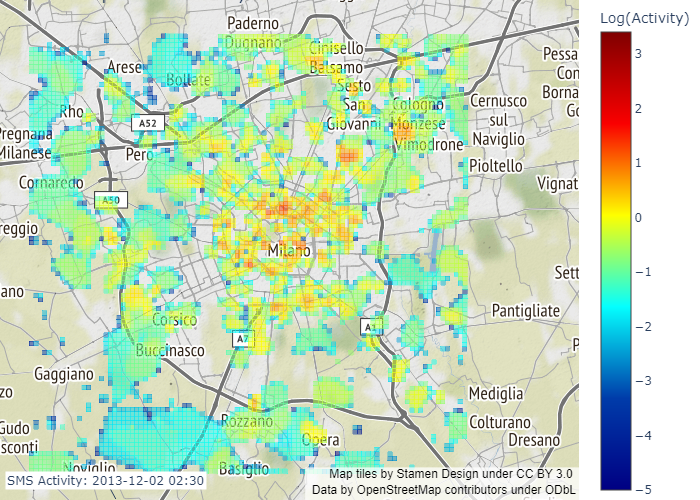 Log(Activity)
Paderno
Dugnano
Cinisello
Balsamo
Arese
Bollate
Sesto
San
Giovanni
Cologno
Monzese
Cernusco
sul
Naviglio
Pessa
Con
Borna
Go
Rho
A52
Pregnana
Milanese
Pero
Vimodrone
Pioltello
Cornaredo
Vignat
A50
reggio
Milano
Sett
ano
Pantigliate
Corsico
A7
A1
P
Buccinasco
Gaggiano
zo
Mediglia
Rozzano
Colturano
Gudo
sconti
Opera
Dresano
Noviglio
Basiglio
SMS Activity: 2013-12-02 02:30
Map tiles by Stamen Design under CC BY 3.0
Data by OpenStreetMap contributors under ODbL
3
2
1
0
−1
−2
−3
−4
−5